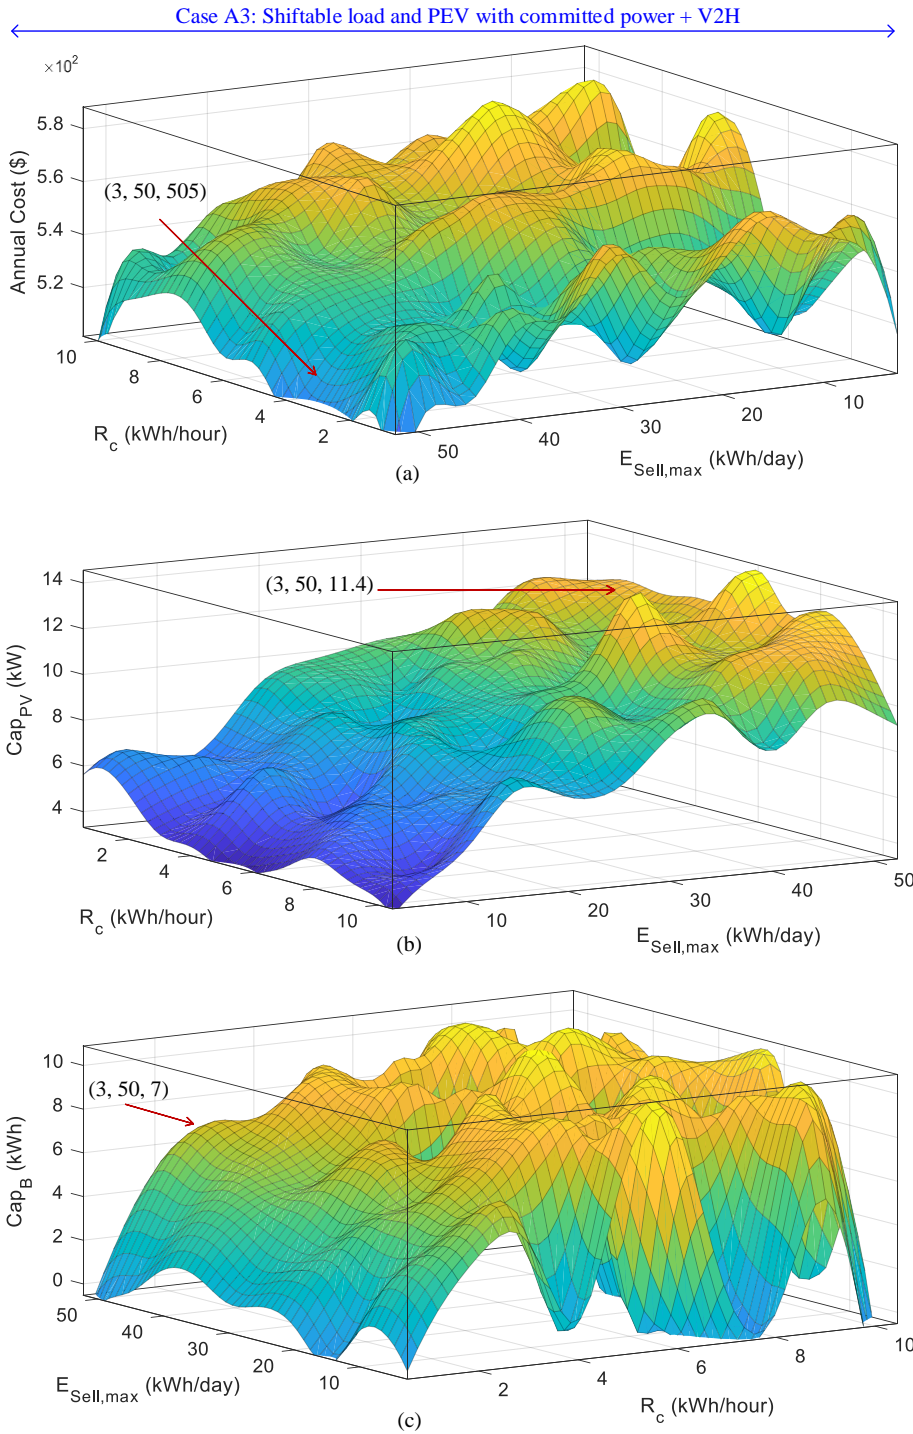 Case A3: Shiftable load and PEV with committed power + V2H
×10²
5.8
5.6
5.4
5.2
Annual Cost ($)
(3, 50, 505)
10
8
6
4
2
R_c (kWh/hour)
50
40
30
20
10
E_Sell,max (kWh/day)
(a)
14
12
10
8
6
4
Cap_PV (kW)
(3, 50, 11.4)
2
4
6
8
10
R_c (kWh/hour)
10
20
30
40
50
E_Sell,max (kWh/day)
(b)
10
8
6
4
2
0
Cap_B (kWh)
(3, 50, 7)
50
40
30
20
10
E_Sell,max (kWh/day)
2
4
6
8
10
R_c (kWh/hour)
(c)